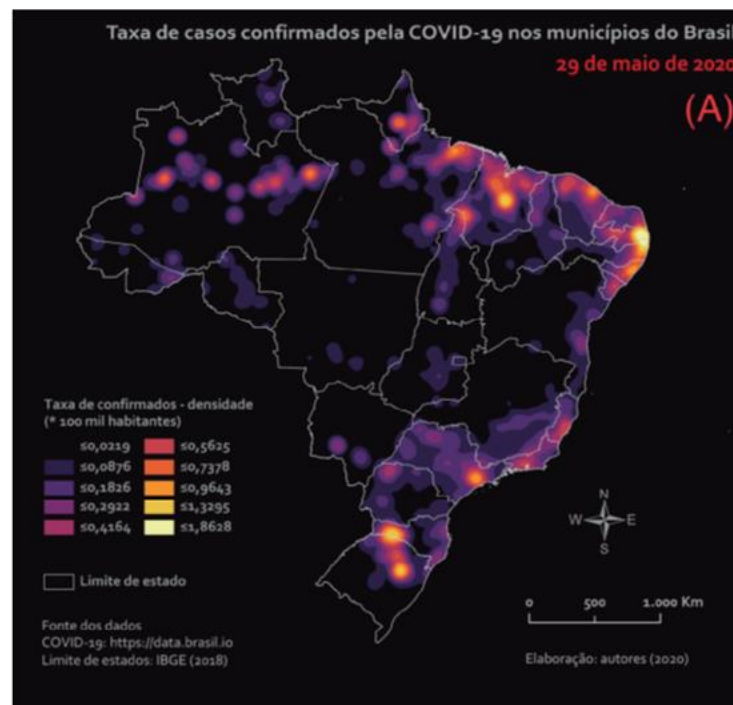 Taxa de casos confirmados pela COVID-19 nos municípios do Brasil
29 de maio de 2020
(A)
Taxa de confirmados - densidade
(* 100 mil habitantes)
≤0,0219 ≤0,5625
≤0,0876 ≤0,7378
≤0,1826 ≤0,9643
≤0,2922 ≤1,3295
≤0,4164 ≤1,8628
Limite de estado
N
W E
S
0 500 1.000 Km
Fonte dos dados
COVID-19: https://data.brasil.io
Limite de estados: IBGE (2018)
Elaboração: autores (2020)